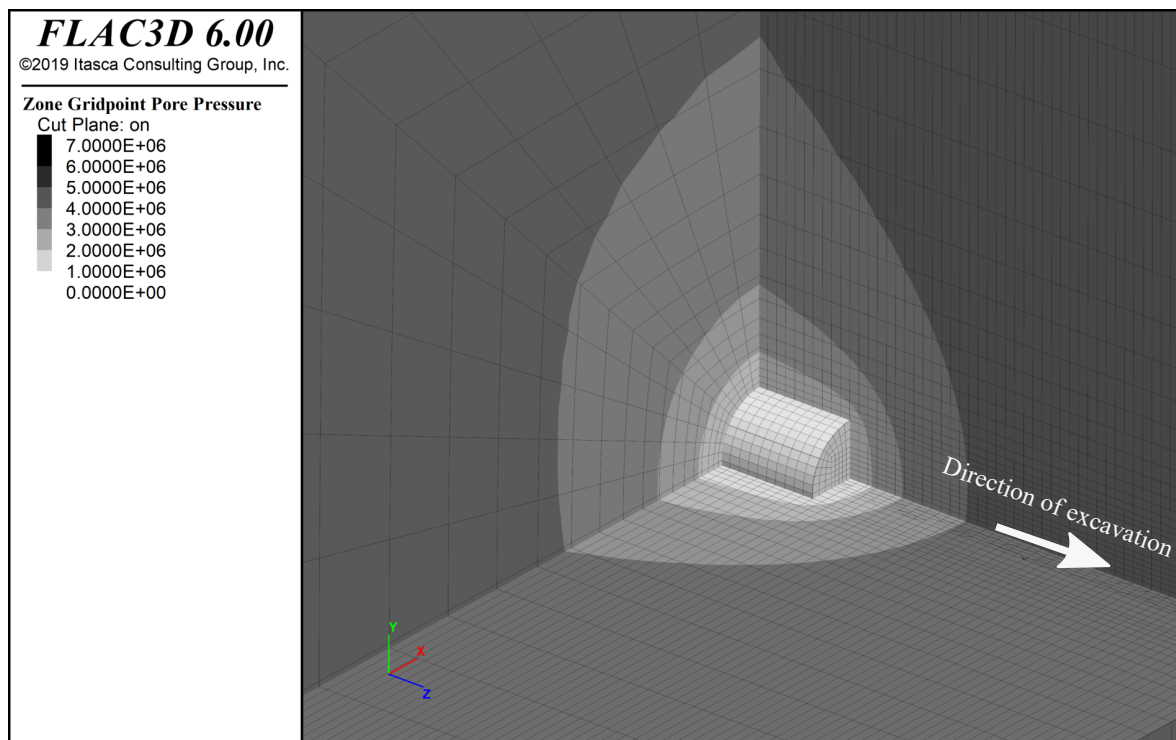 FLAC3D 6.00
©2019 Itasca Consulting Group, Inc.
Zone Gridpoint Pore Pressure
Cut Plane: on
7.0000E+06
6.0000E+06
5.0000E+06
4.0000E+06
3.0000E+06
2.0000E+06
1.0000E+06
0.0000E+00
Direction of excavation
Y
X
Z